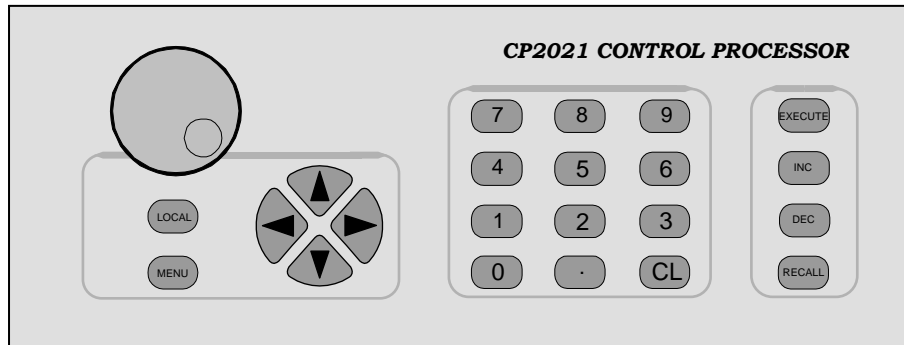 CP2021 CONTROL PROCESSOR
7 8 9 EXECUTE
4 5 6 INC
LOCAL 1 2 3 DEC
MENU 0 . CL RECALL